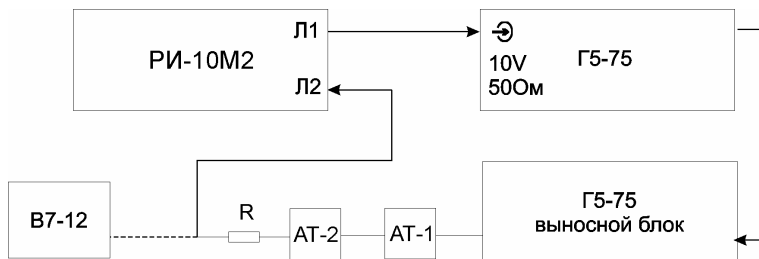 Л1
РИ-10М2
Л2
10V
50Ом
Г5-75
В7-12
R
АТ-2
АТ-1
Г5-75
выносной блок